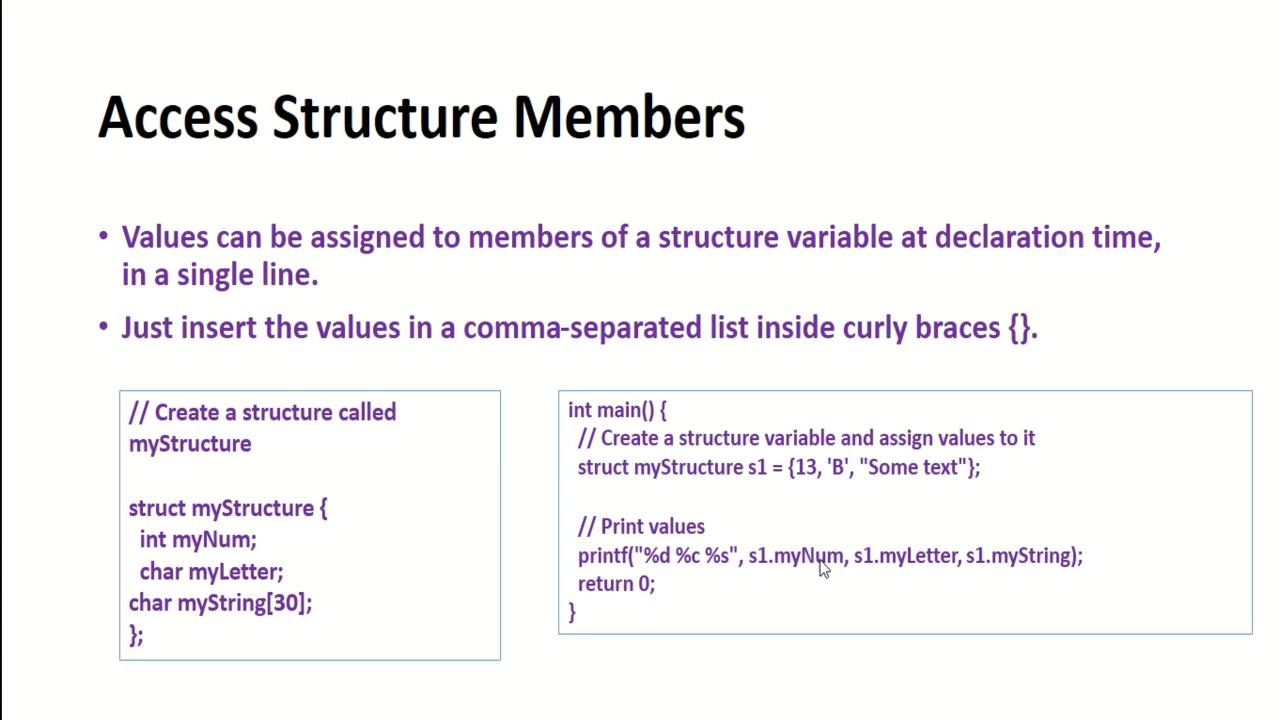 Access Structure Members
• Values can be assigned to members of a structure variable at declaration time,
in a single line.
• Just insert the values in a comma-separated list inside curly braces {}.
// Create a structure called
myStructure
struct myStructure {
int myNum;
char myLetter;
char myString[30];
};
int main() {
// Create a structure variable and assign values to it
struct myStructure s1 = {13, 'B', "Some text"};
// Print values
printf("%d %c %s", s1.myNum, s1.myLetter, s1.myString);
return 0;
}